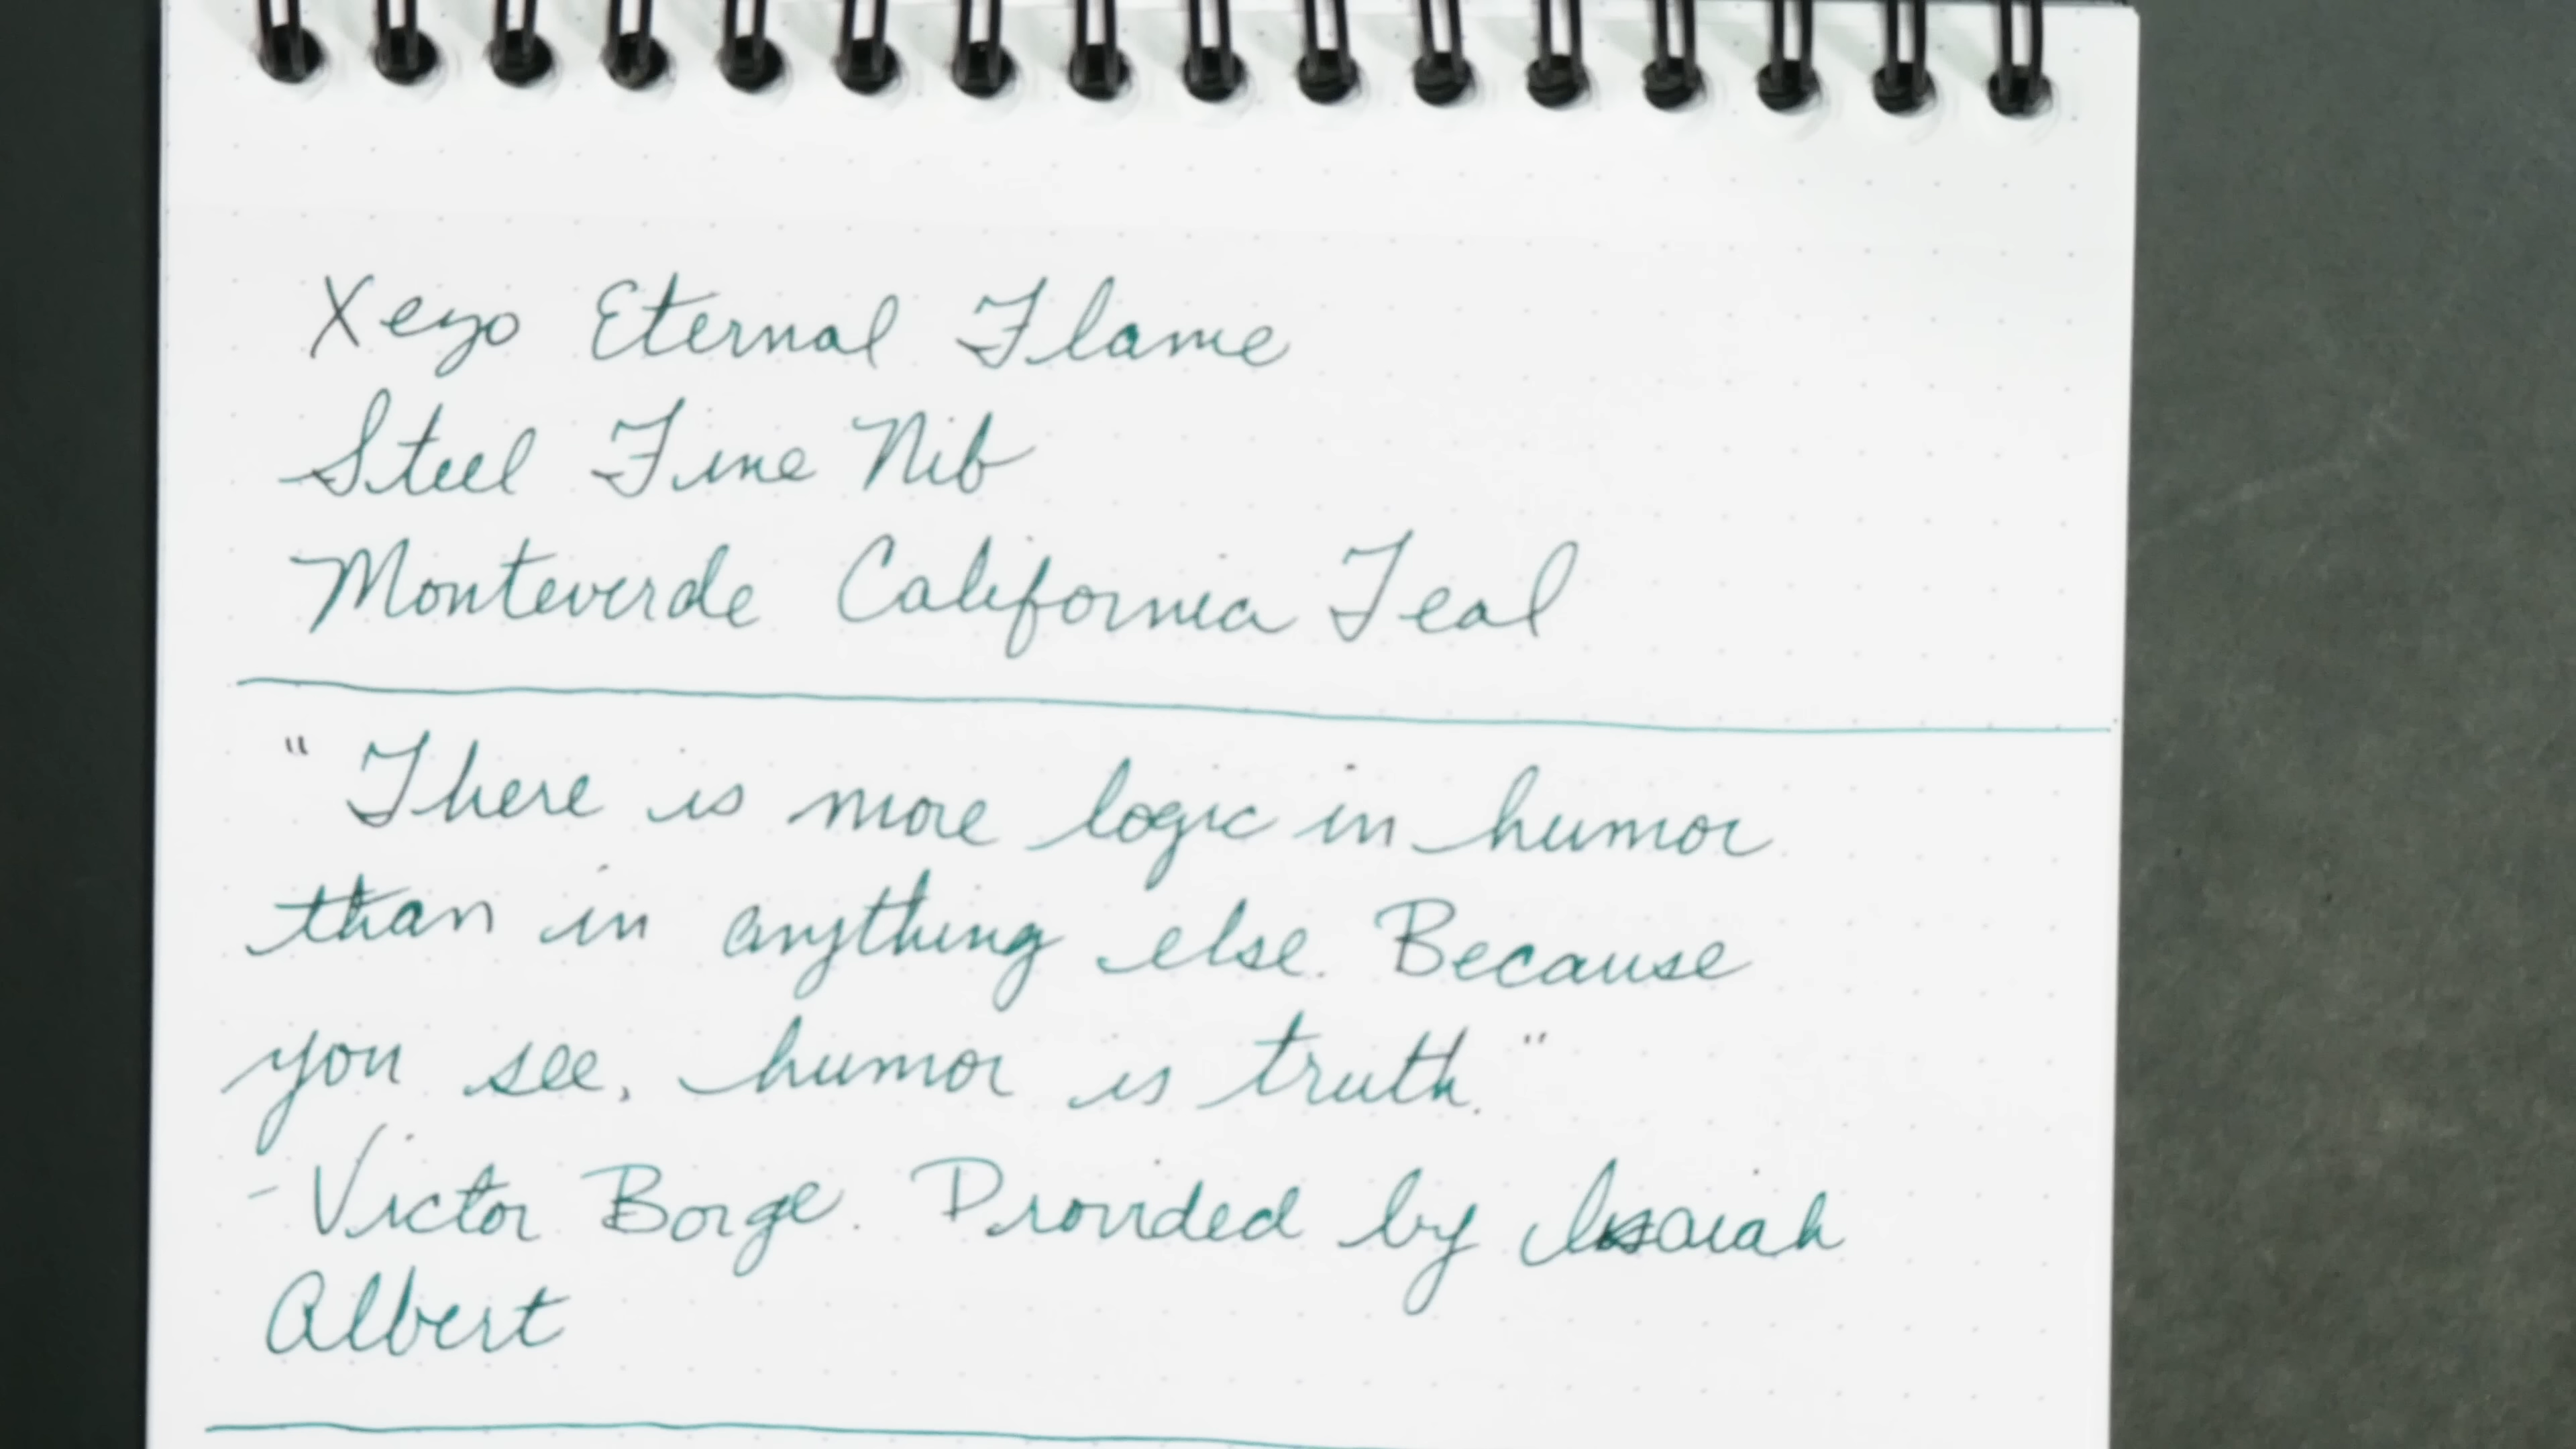 Xezo Eternal Flame
Steel Fine Nib
Monteverde California Teal
"There is more logic in humor
than in anything else. Because
you see, humor is truth."
- Victor Borge. Provided by Isaiah
Albert